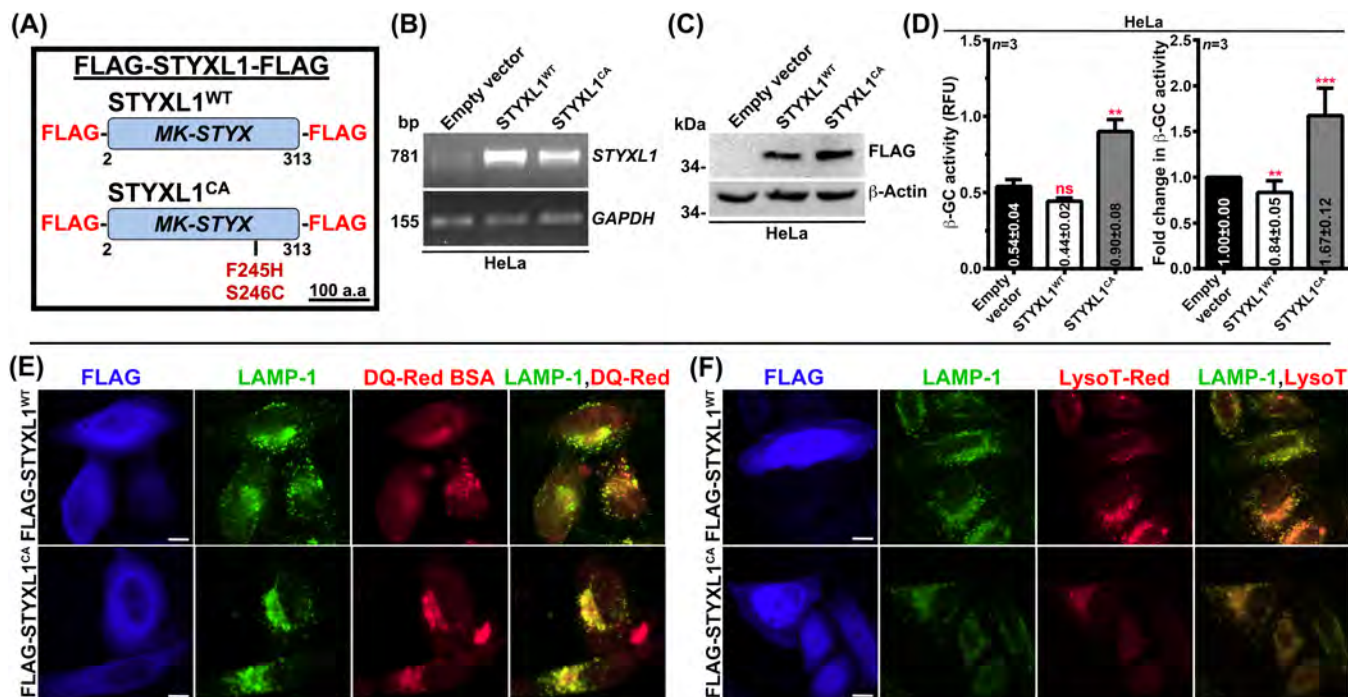 (A)
FLAG-STYXL1-FLAG
STYXL1WT
FLAG- MK-STYX -FLAG
2 313
STYXL1CA
FLAG- MK-STYX -FLAG
2 313
F245H
S246C
100 a.a
(B)
Empty vector
STYXL1WT
STYXL1CA
bp
781
STYXL1
155
GAPDH
HeLa
(C)
Empty vector
STYXL1WT
STYXL1CA
kDa
34-
FLAG
34-
β-Actin
HeLa
(D)
HeLa
β-GC activity (RFU)
1.5
1.0
0.5
0.0
n=3
ns
**
0.54±0.04
0.44±0.02
0.90±0.08
Empty
vector
STYXL1WT
STYXL1CA
Fold change in β-GC activity
2.5
2.0
1.5
1.0
0.5
0.0
n=3
**
***
1.00±0.00
0.84±0.05
1.67±0.12
Empty
vector
STYXL1WT
STYXL1CA
(E)
FLAG
LAMP-1
DQ-Red BSA
LAMP-1,DQ-Red
FLAG-STYXL1WT
FLAG-STYXL1CA
(F)
FLAG
LAMP-1
LysoT-Red
LAMP-1,LysoT
FLAG-STYXL1WT
FLAG-STYXL1CA